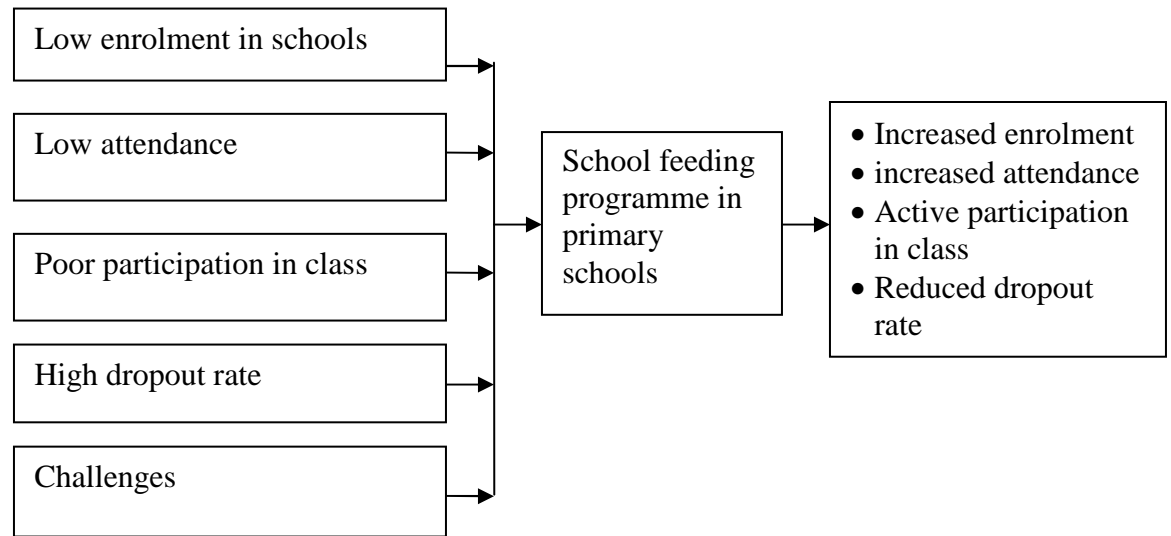 Low enrolment in schools
Low attendance
Poor participation in class
High dropout rate
Challenges
School feeding
programme in
primary
schools
• Increased enrolment
• increased attendance
• Active participation
in class
• Reduced dropout
rate